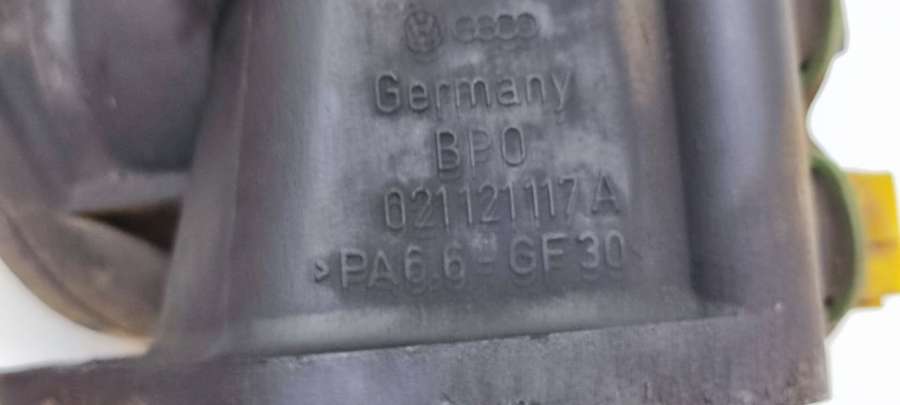 Germany
BPO
021121117A
>PA6.6-GF30